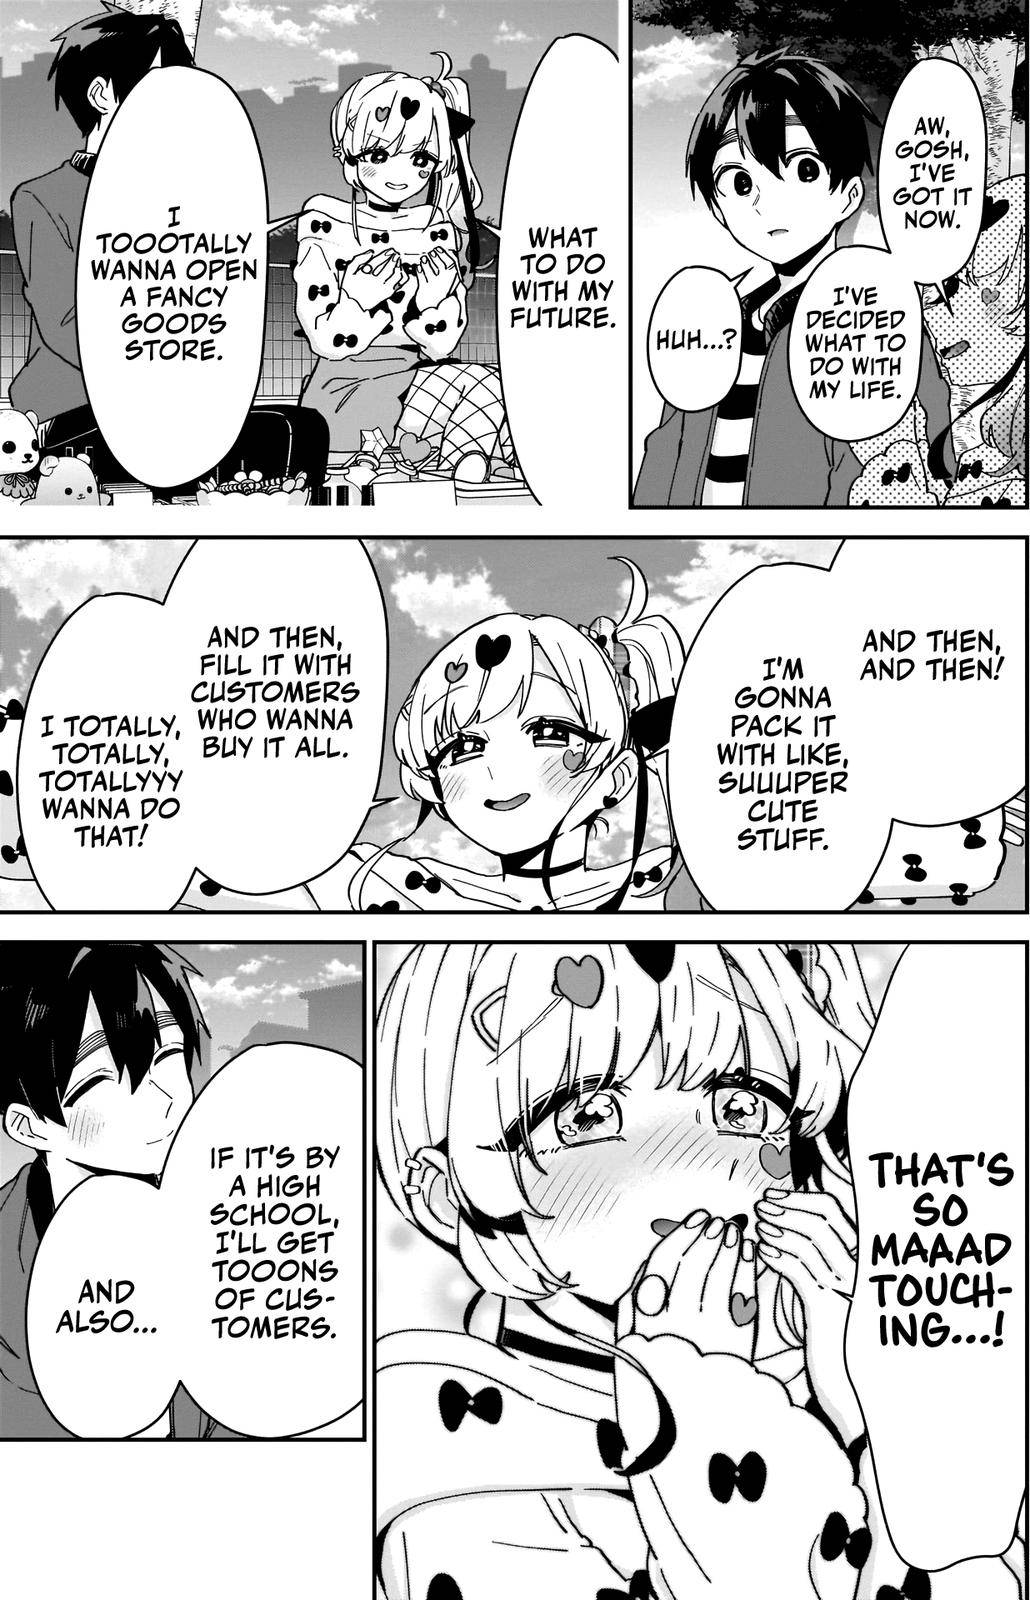 AW,
GOSH,
I'VE
GOT IT
NOW.
I'VE
DECIDED
WHAT TO
DO WITH
MY LIFE.
HUH...?
WHAT
TO DO
WITH MY
FUTURE.
I
TOOOTALLY
WANNA OPEN
A FANCY
GOODS
STORE.
AND THEN,
AND THEN!
I'M
GONNA
PACK IT
WITH LIKE,
SUUUPER
CUTE
STUFF.
AND THEN,
FILL IT WITH
CUSTOMERS
WHO WANNA
BUY IT ALL.
I TOTALLY,
TOTALLY,
TOTALLYYY
WANNA DO
THAT!
THAT'S
SO
MAAAD
TOUCH-
ING...!
IF IT'S BY
A HIGH
SCHOOL,
I'LL GET
TOOONS
OF CUS-
TOMERS.
AND
ALSO...